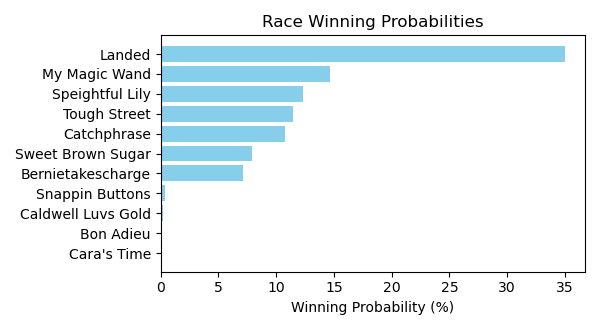 Race Winning Probabilities
Landed
My Magic Wand
Speightful Lily
Tough Street
Catchphrase
Sweet Brown Sugar
Bernietakescharge
Snappin Buttons
Caldwell Luvs Gold
Bon Adieu
Cara's Time
0 5 10 15 20 25 30 35
Winning Probability (%)